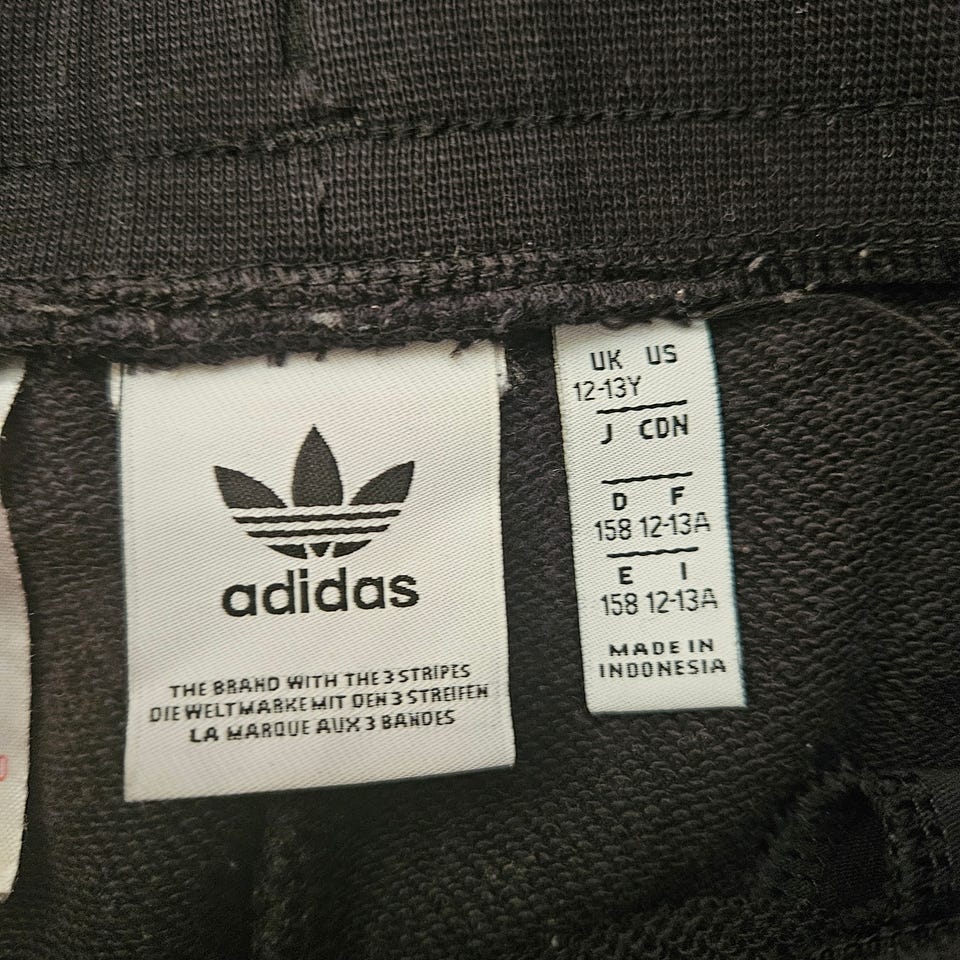 adidas
THE BRAND WITH THE 3 STRIPES
DIE WELTMARKE MIT DEN 3 STREIFEN
LA MARQUE AUX 3 BANDES
UK US
12-13Y
J CDN
D F
158 12-13A
E I
158 12-13A
MADE IN
INDONESIA